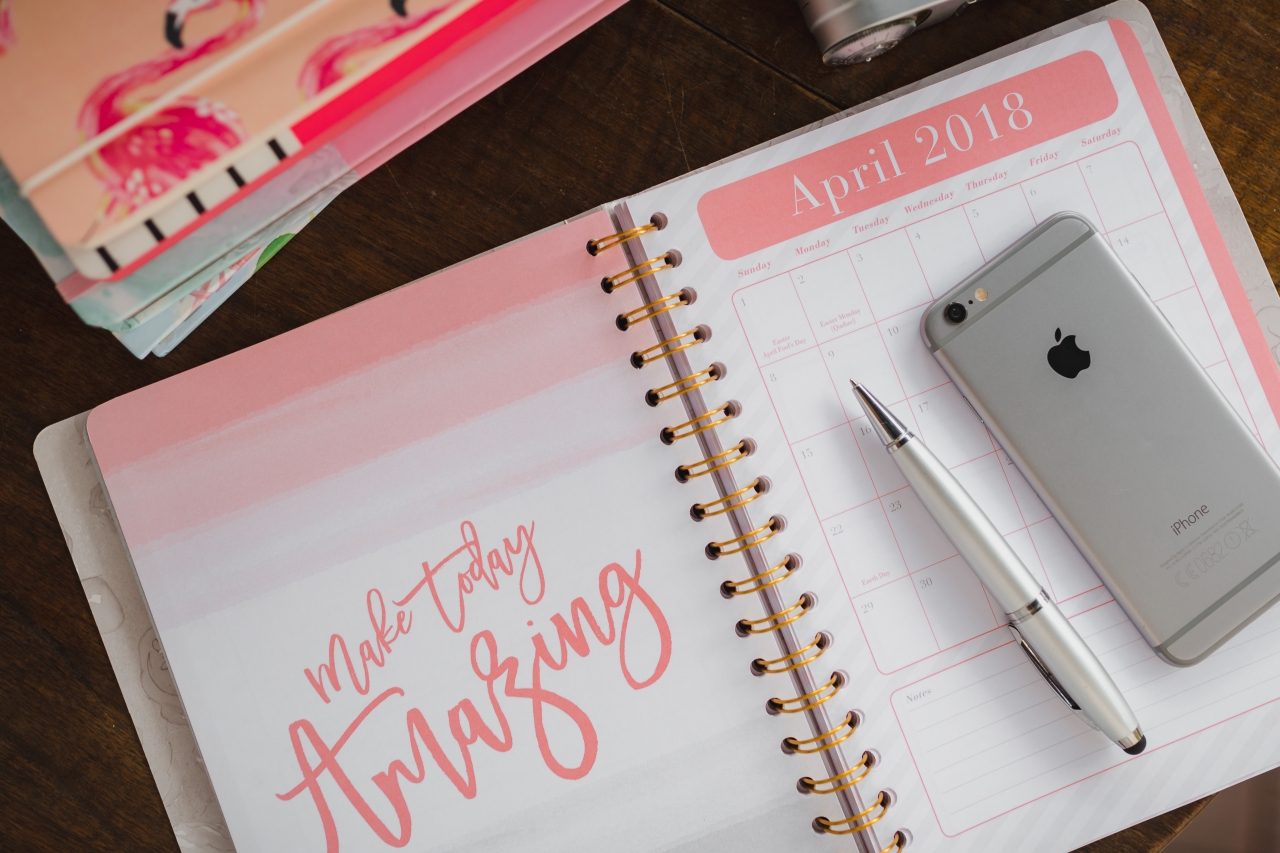 make today
Amazing
April 2018
Sunday Monday Tuesday Wednesday Thursday Friday Saturday
1 2 3 4 5 6 7
Easter
April Fool's Day
Easter Monday
(Quebec)
8 9 10 14
15 16 17
22 23
Earth Day
29 30
Notes
iPhone